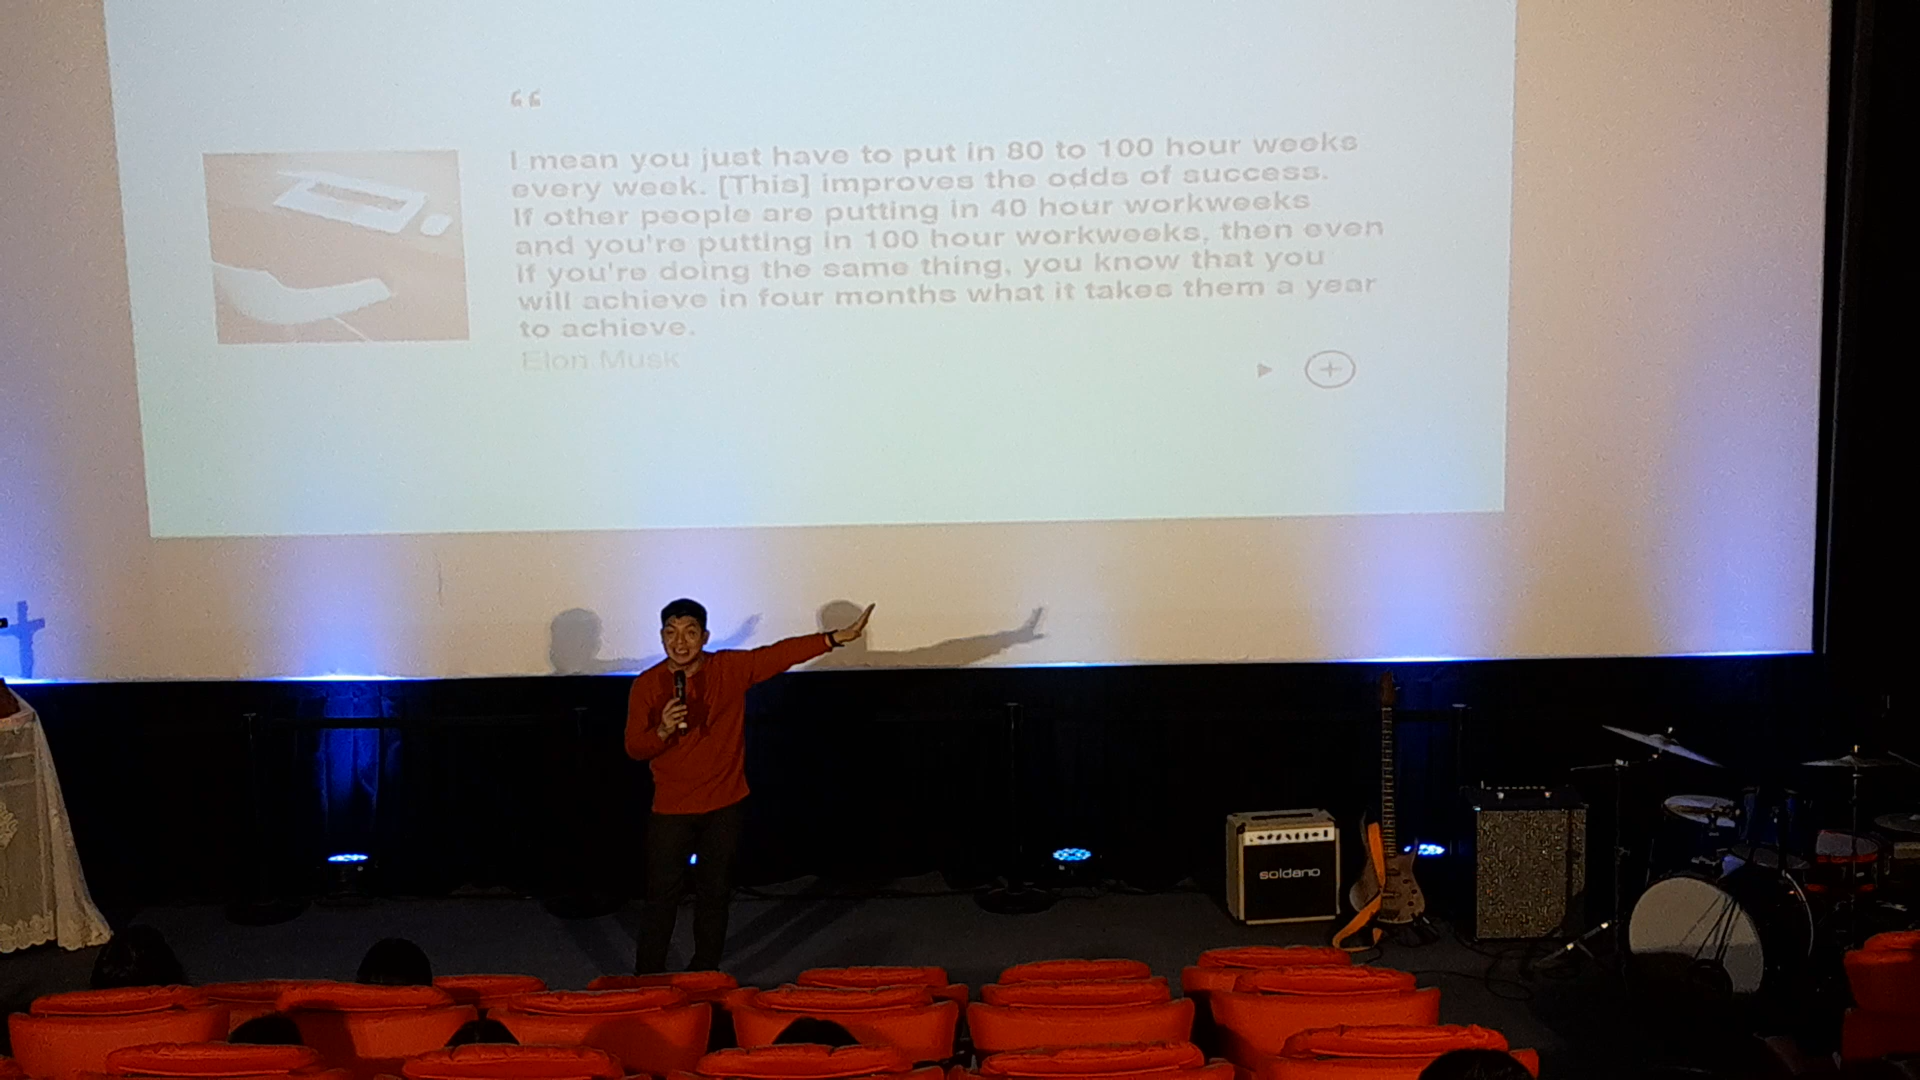 “
I mean you just have to put in 80 to 100 hour weeks
every week. [This] improves the odds of success.
If other people are putting in 40 hour workweeks
and you're putting in 100 hour workweeks, then even
if you're doing the same thing, you know that you
will achieve in four months what it takes them a year
to achieve.
Elon Musk
soldano